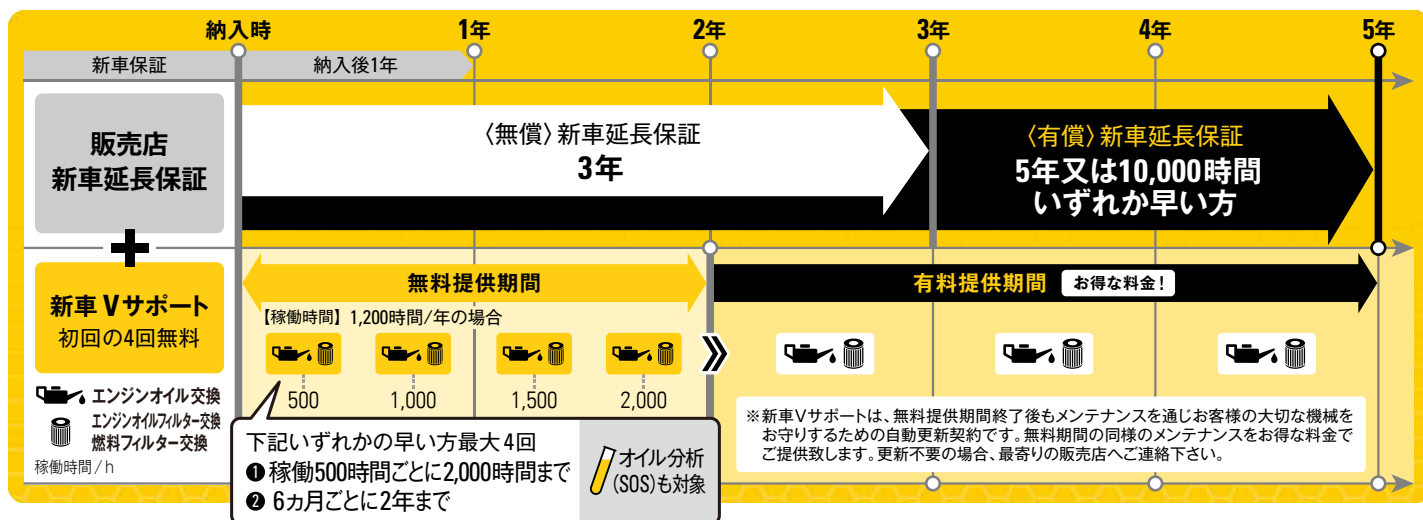 納入時
1年
2年
3年
4年
5年
新車保証
納入後1年
販売店
新車延長保証
〈無償〉新車延長保証
3年
〈有償〉新車延長保証
5年又は10,000時間
いずれか早い方
新車Vサポート
初回の4回無料
無料提供期間
有料提供期間 お得な料金！
【稼働時間】1,200時間/年の場合
500
1,000
1,500
2,000
エンジンオイル交換
エンジンオイルフィルター交換
燃料フィルター交換
稼働時間/h
下記いずれかの早い方最大4回
❶ 稼働500時間ごとに2,000時間まで
❷ 6ヵ月ごとに2年まで
オイル分析
(SOS)も対象
※新車Vサポートは、無料提供期間終了後もメンテナンスを通じお客様の大切な機械を
お守りするための自動更新契約です。無料期間の同様のメンテナンスをお得な料金で
ご提供致します。更新不要の場合、最寄りの販売店へご連絡下さい。